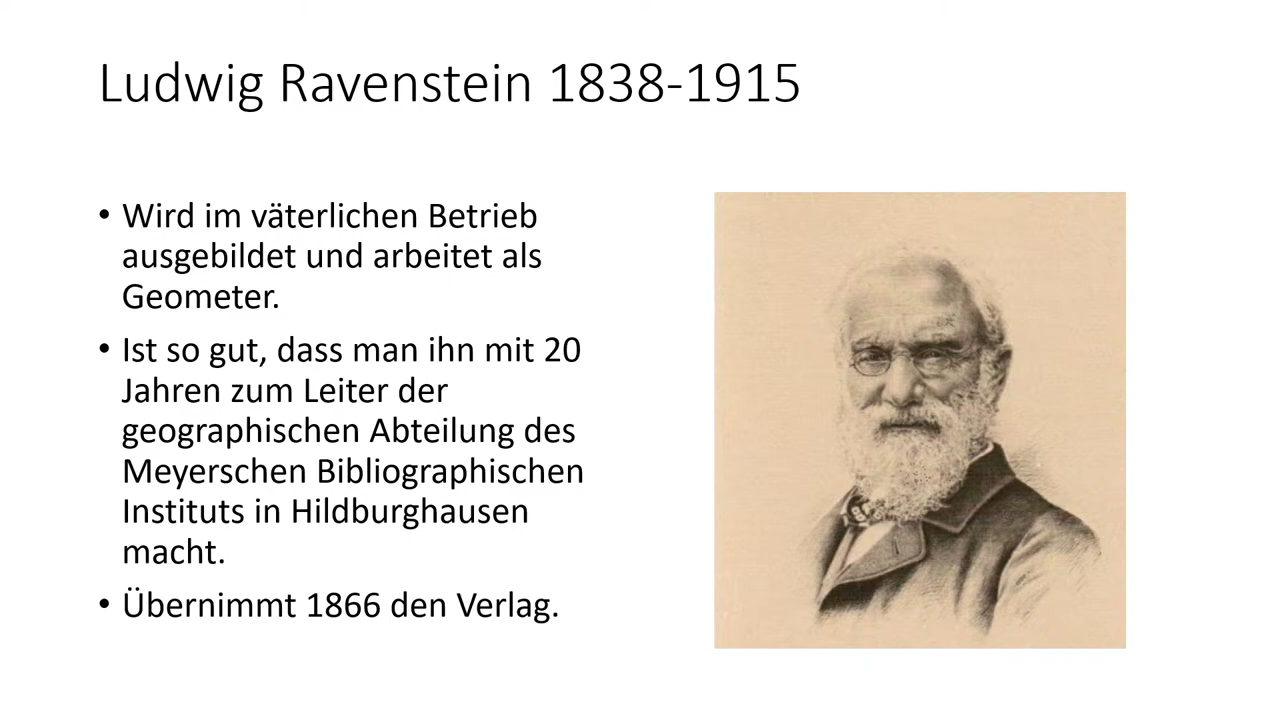 Ludwig Ravenstein 1838-1915
• Wird im väterlichen Betrieb
ausgebildet und arbeitet als
Geometer.
• Ist so gut, dass man ihn mit 20
Jahren zum Leiter der
geographischen Abteilung des
Meyerschen Bibliographischen
Instituts in Hildburghausen
macht.
• Übernimmt 1866 den Verlag.